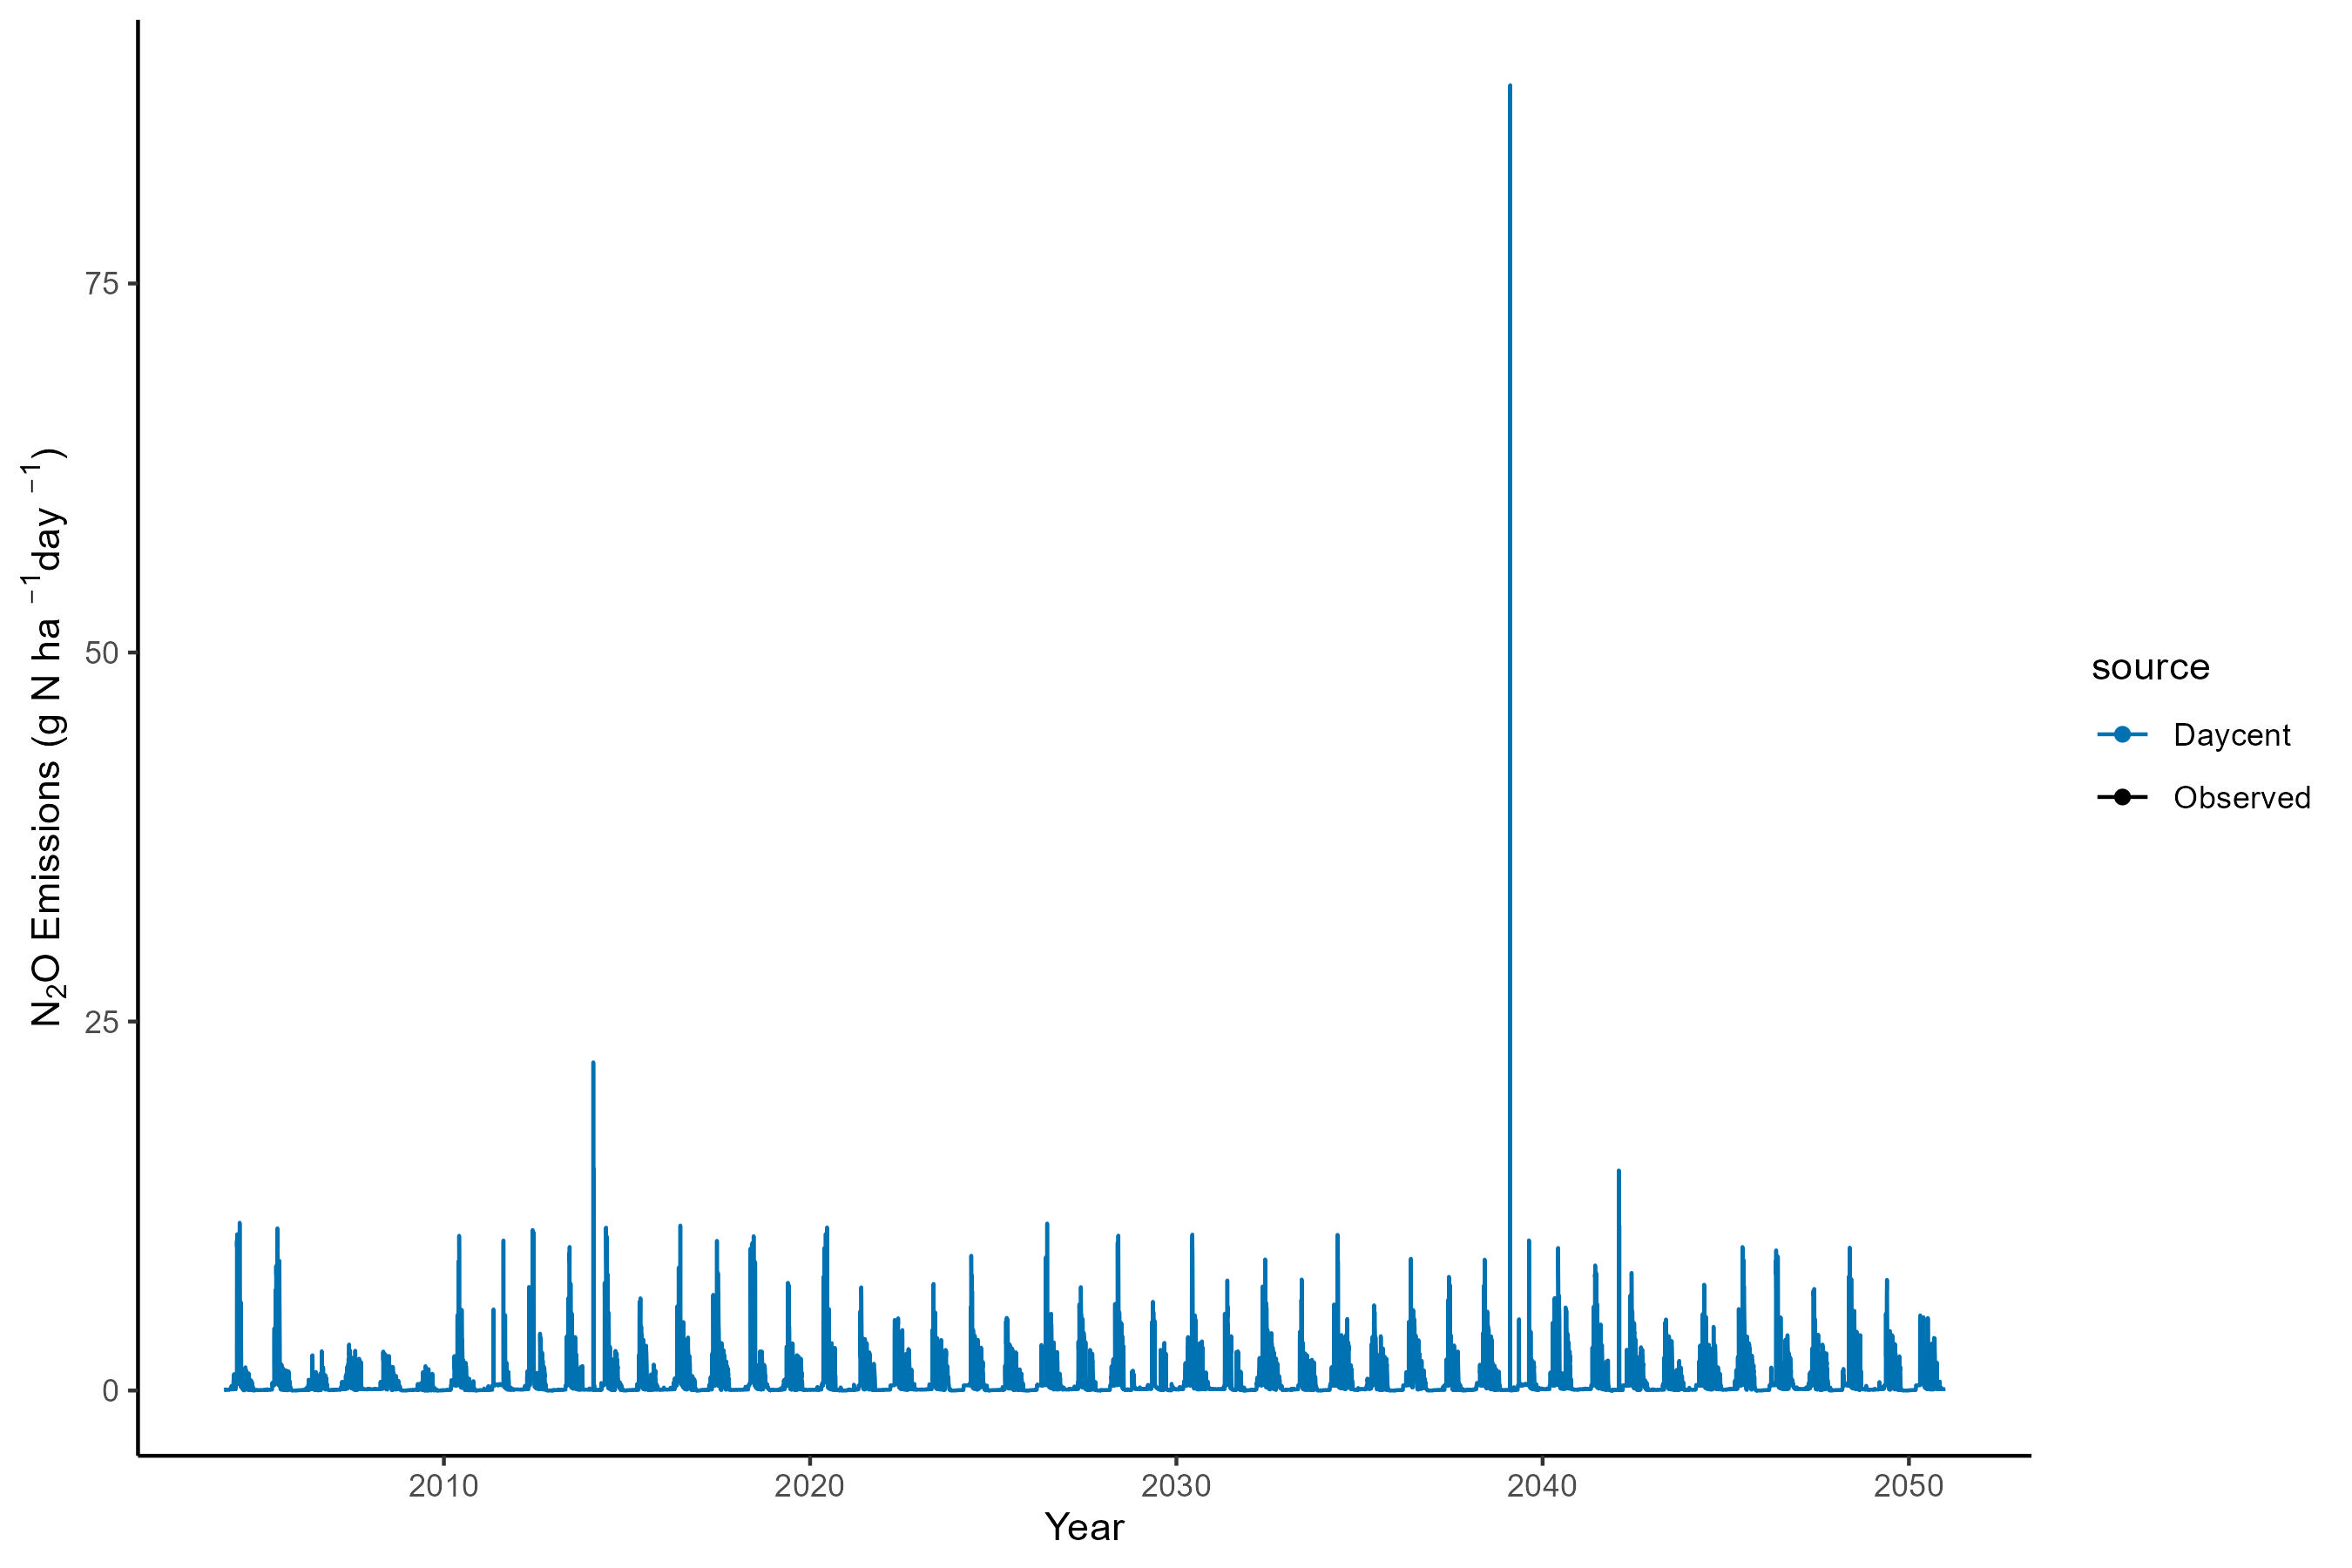 N₂O Emissions (g N ha ⁻¹day ⁻¹)
75
50
25
0
2010 2020 2030 2040 2050
Year
source
Daycent
Observed